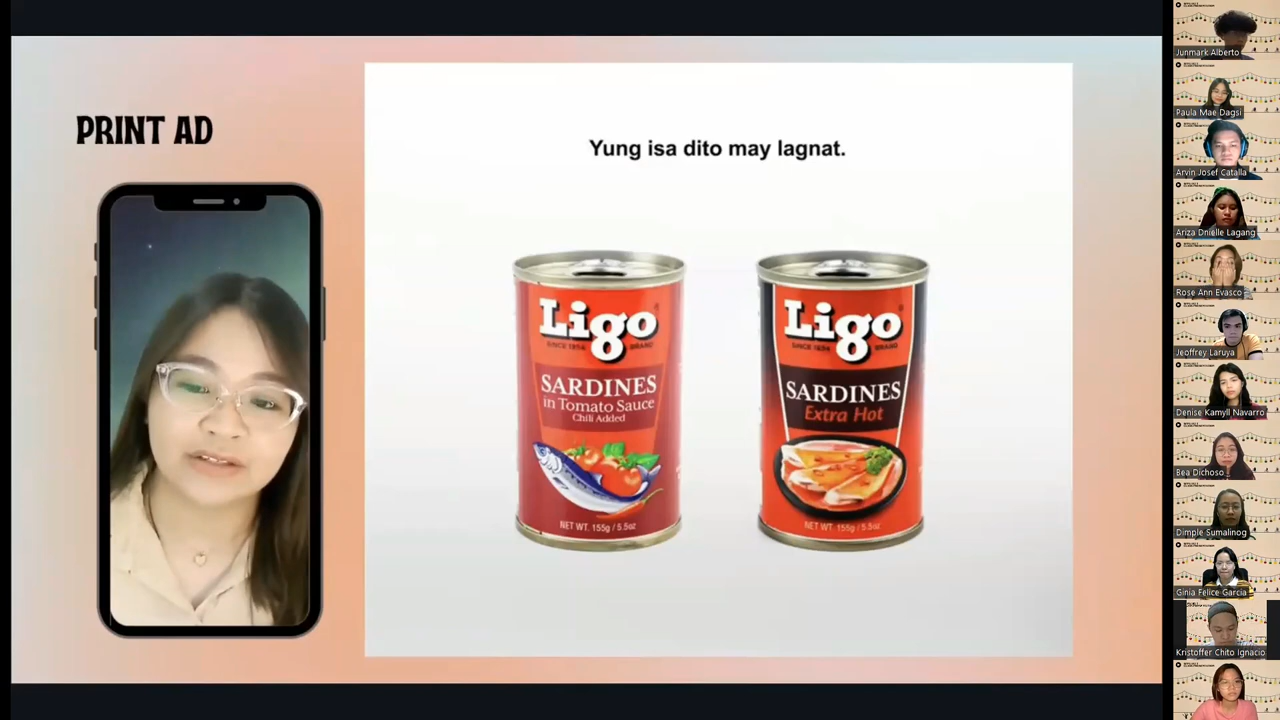 PRINT AD
Yung isa dito may lagnat.
Ligo
SINCE 1954 BRAND
SARDINES
in Tomato Sauce
Chili Added
NET WT. 155g / 5.5oz
Ligo
SINCE 1954 BRAND
SARDINES
Extra Hot
NET WT. 155g / 5.5oz
Junmark Alberto
Paula Mae Dagsi
Arvin Josef Catalla
Ariza Dnielle Lagang
Rose Ann Evasco
Jeoffrey Laruya
Denise Kamyll Navarro
Bea Dichoso
Dimple Sumalinog
Ginia Felice Garcia
Kristoffer Chito Ignacio